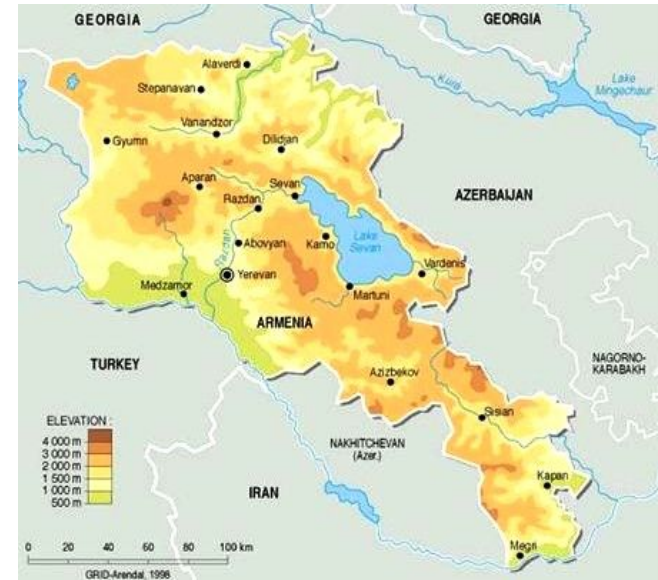 GEORGIA
GEORGIA
Alaverdi
Stepanavan
Kura
Lake
Mingechaur
Vanandzor
Gyumri
Dilidjan
Aparan
Sevan
Razdan
AZERBAIJAN
Lake
Sevan
Kamo
Abovyan
Razdan
Vardenis
Yerevan
Medzamor
Martuni
ARMENIA
TURKEY
NAGORNO-
KARABAKH
Azizbekov
ELEVATION :
4 000 m
3 000 m
2 000 m
1 500 m
1 000 m
500 m
Sisian
NAKHITCHEVAN
(Azer.)
Kapan
IRAN
Megri
0 20 40 60 80 100 km
GRID-Arendal, 1998